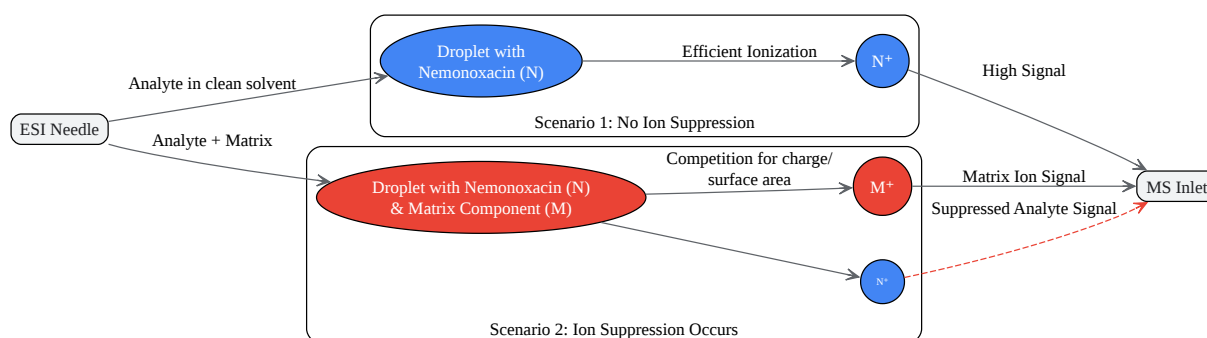 ESI Needle
Analyte in clean solvent
Analyte + Matrix
Droplet with
Nemonoxacin (N)
Efficient Ionization
N⁺
High Signal
Scenario 1: No Ion Suppression
Droplet with Nemonoxacin (N)
& Matrix Component (M)
Competition for charge/
surface area
M⁺
Matrix Ion Signal
Suppressed Analyte Signal
N⁺
MS Inlet
Scenario 2: Ion Suppression Occurs